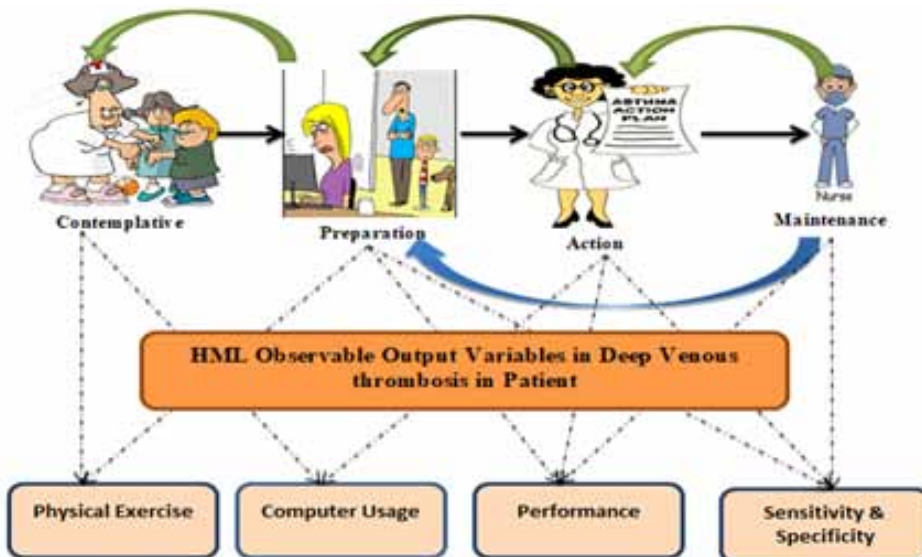 ASTHMA
ACTION
PLAN
Nurse
Contemplative
Preparation
Action
Maintenance
HML Observable Output Variables in Deep Venous
thrombosis in Patient
Physical Exercise
Computer Usage
Performance
Sensitivity &
Specificity